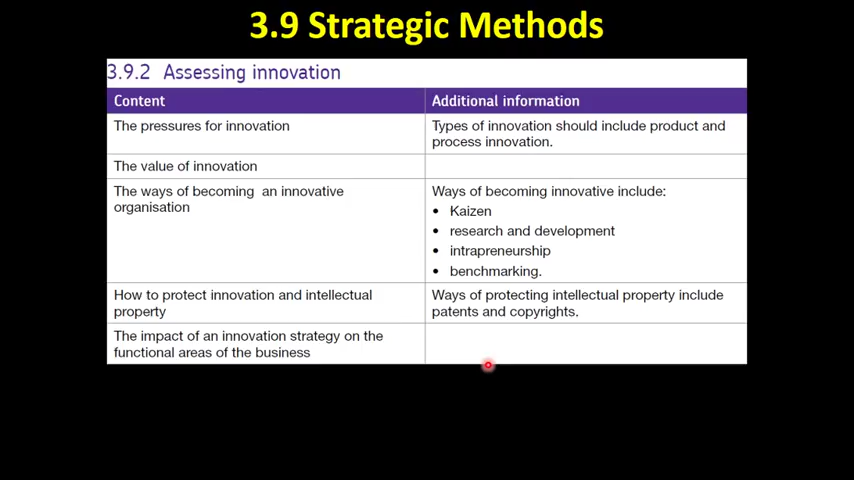 3.9 Strategic Methods
3.9.2 Assessing innovation
Content
Additional information
The pressures for innovation
Types of innovation should include product and
process innovation.
The value of innovation
The ways of becoming an innovative
organisation
Ways of becoming innovative include:
• Kaizen
• research and development
• intrapreneurship
• benchmarking.
How to protect innovation and intellectual
property
Ways of protecting intellectual property include
patents and copyrights.
The impact of an innovation strategy on the
functional areas of the business